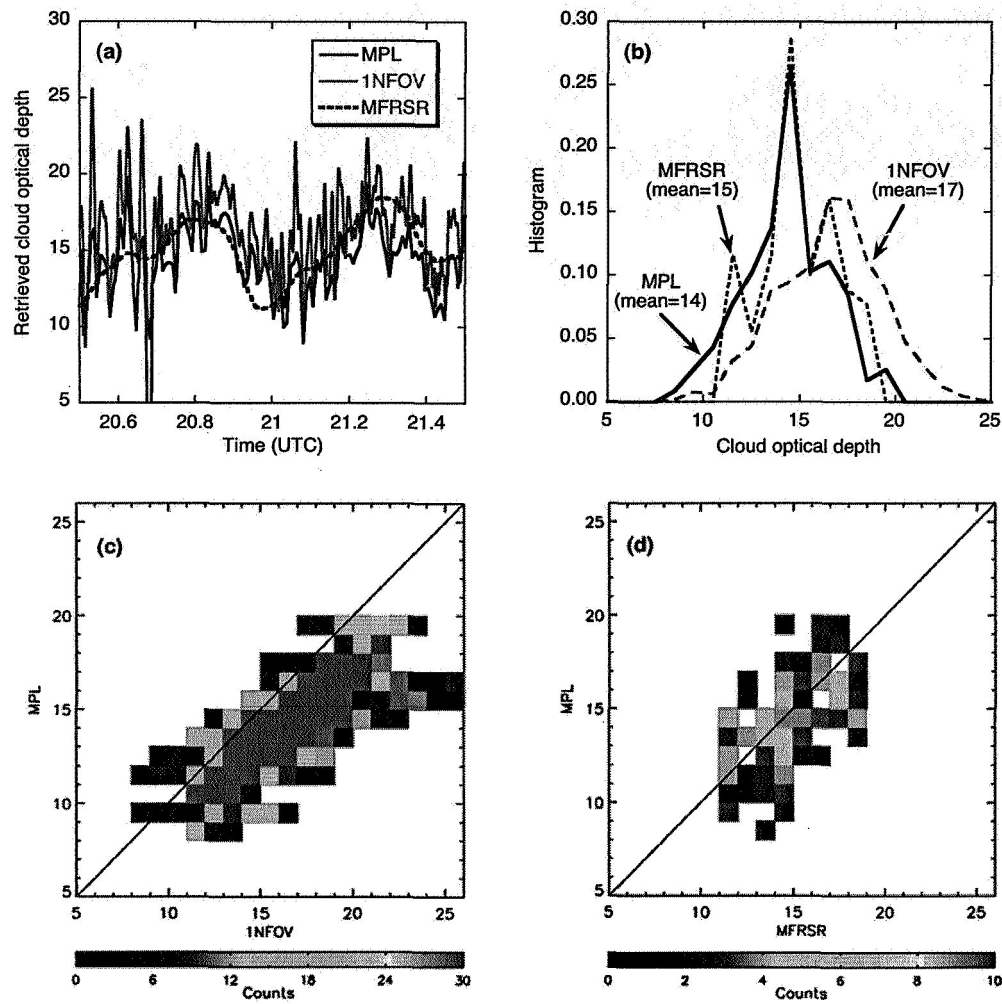 (a)
MPL
1NFOV
MFRSR
30
25
20
15
10
5
Retrieved cloud optical depth
20.6 20.8 21 21.2 21.4
Time (UTC)
(b)
0.30
0.25
0.20
0.15
0.10
0.05
0.00
Histogram
MFRSR
(mean=15)
1NFOV
(mean=17)
MPL
(mean=14)
5 10 15 20 25
Cloud optical depth
(c)
25
20
15
10
5
MPL
5 10 15 20 25
1NFOV
0 6 12 18 24 30
Counts
(d)
25
20
15
10
5
MPL
5 10 15 20 25
MFRSR
0 2 4 6 8 10
Counts